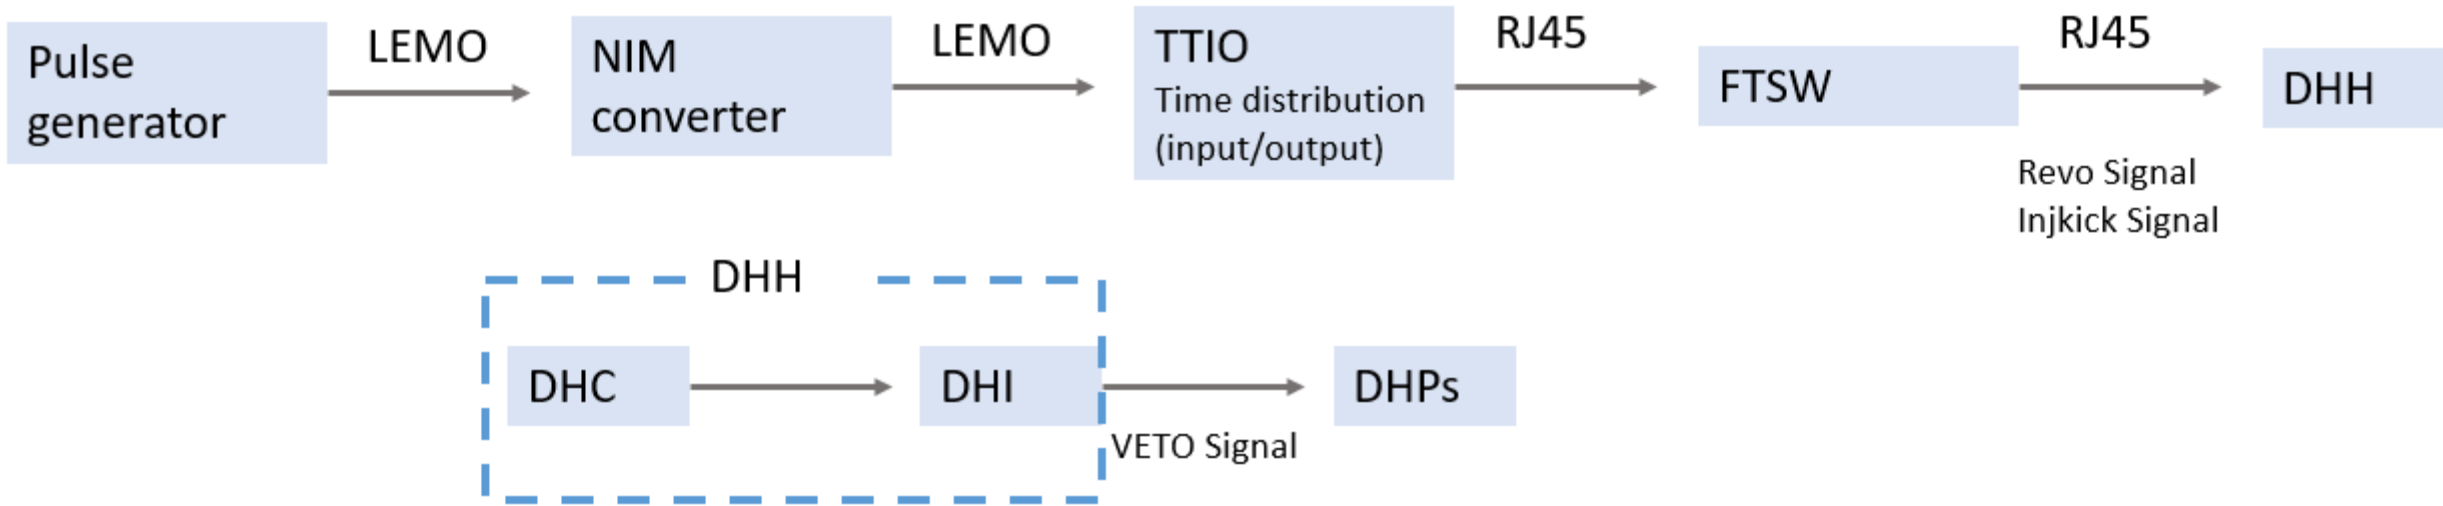 Pulse
generator
LEMO
NIM
converter
LEMO
TTIO
Time distribution
(input/output)
RJ45
FTSW
RJ45
Revo Signal
Injkick Signal
DHH
DHH
DHC
DHI
VETO Signal
DHPs